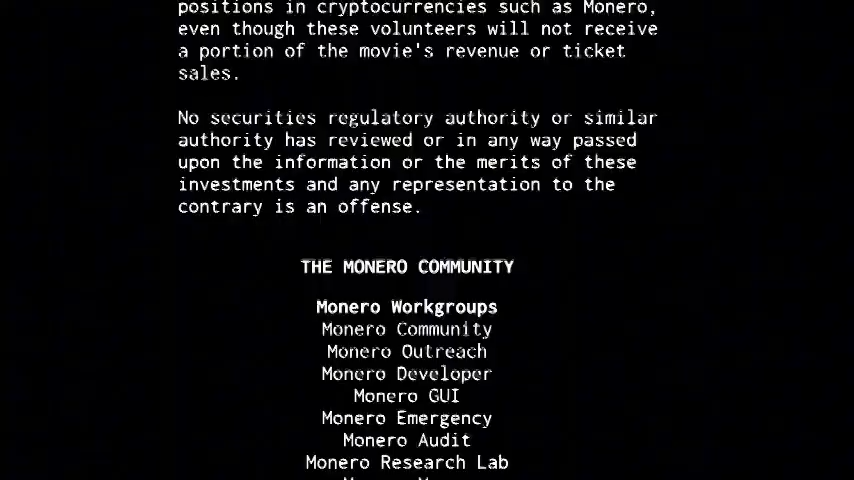 positions in cryptocurrencies such as Monero,
even though these volunteers will not receive
a portion of the movie's revenue or ticket
sales.
No securities regulatory authority or similar
authority has reviewed or in any way passed
upon the information or the merits of these
investments and any representation to the
contrary is an offense.
THE MONERO COMMUNITY
Monero Workgroups
Monero Community
Monero Outreach
Monero Developer
Monero GUI
Monero Emergency
Monero Audit
Monero Research Lab